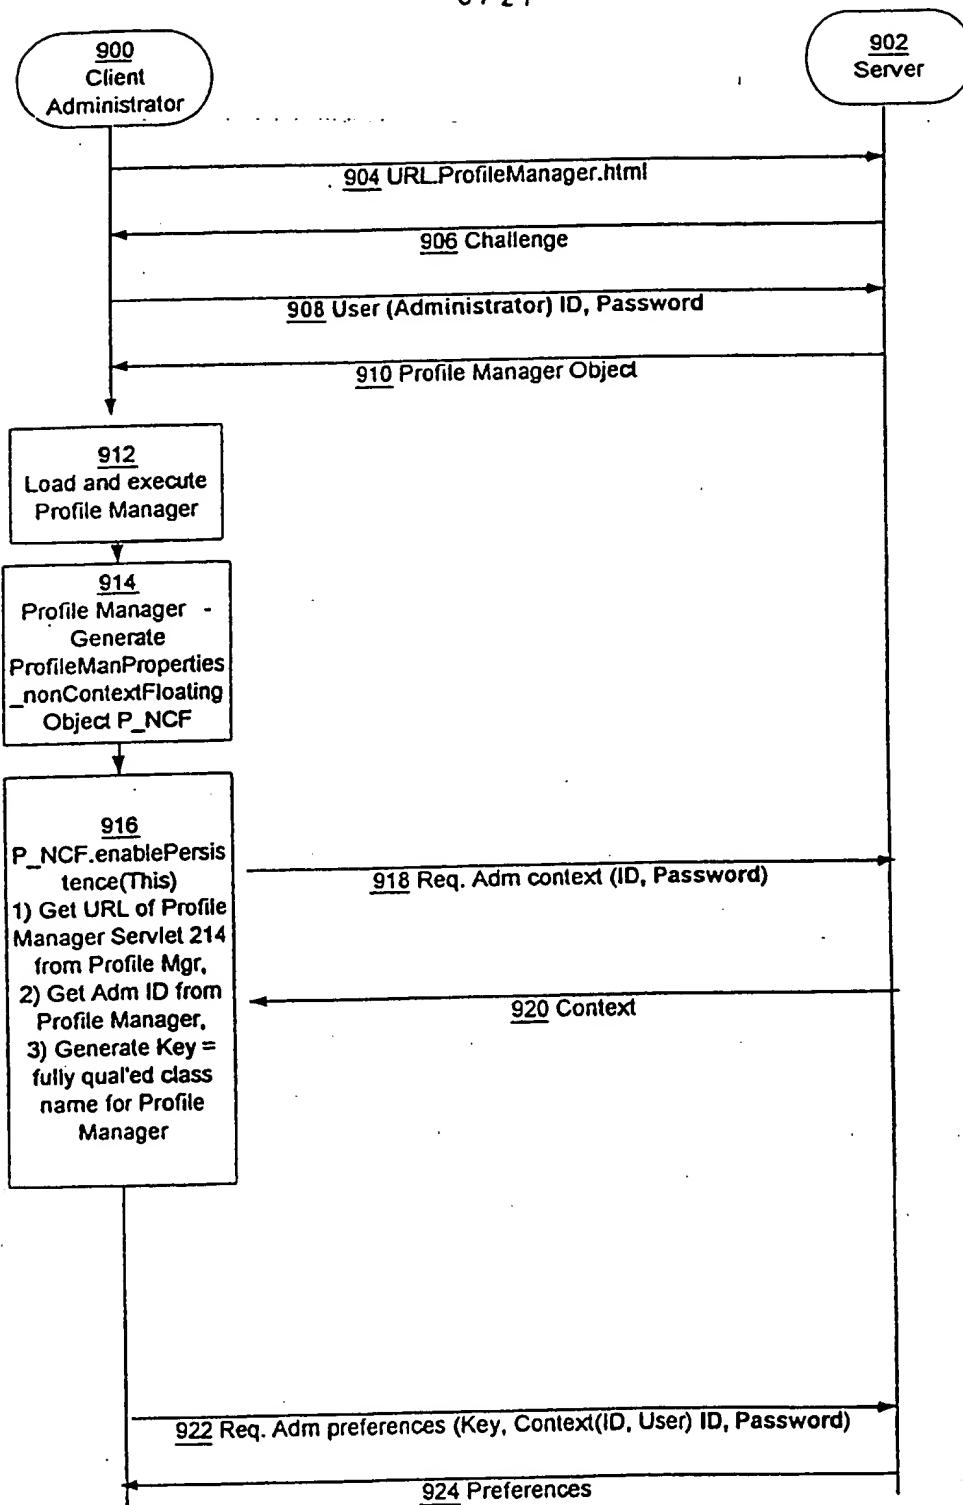 900
Client
Administrator
902
Server
904 URL.ProfileManager.html
906 Challenge
908 User (Administrator) ID, Password
910 Profile Manager Object
912
Load and execute
Profile Manager
914
Profile Manager -
Generate
ProfileManProperties
_nonContextFloating
Object P_NCF
916
P_NCF.enablePersis
tence(This)
1) Get URL of Profile
Manager Servlet 214
from Profile Mgr,
2) Get Adm ID from
Profile Manager,
3) Generate Key =
fully qual'ed class
name for Profile
Manager
918 Req. Adm context (ID, Password)
920 Context
922 Req. Adm preferences (Key, Context(ID, User) ID, Password)
924 Preferences